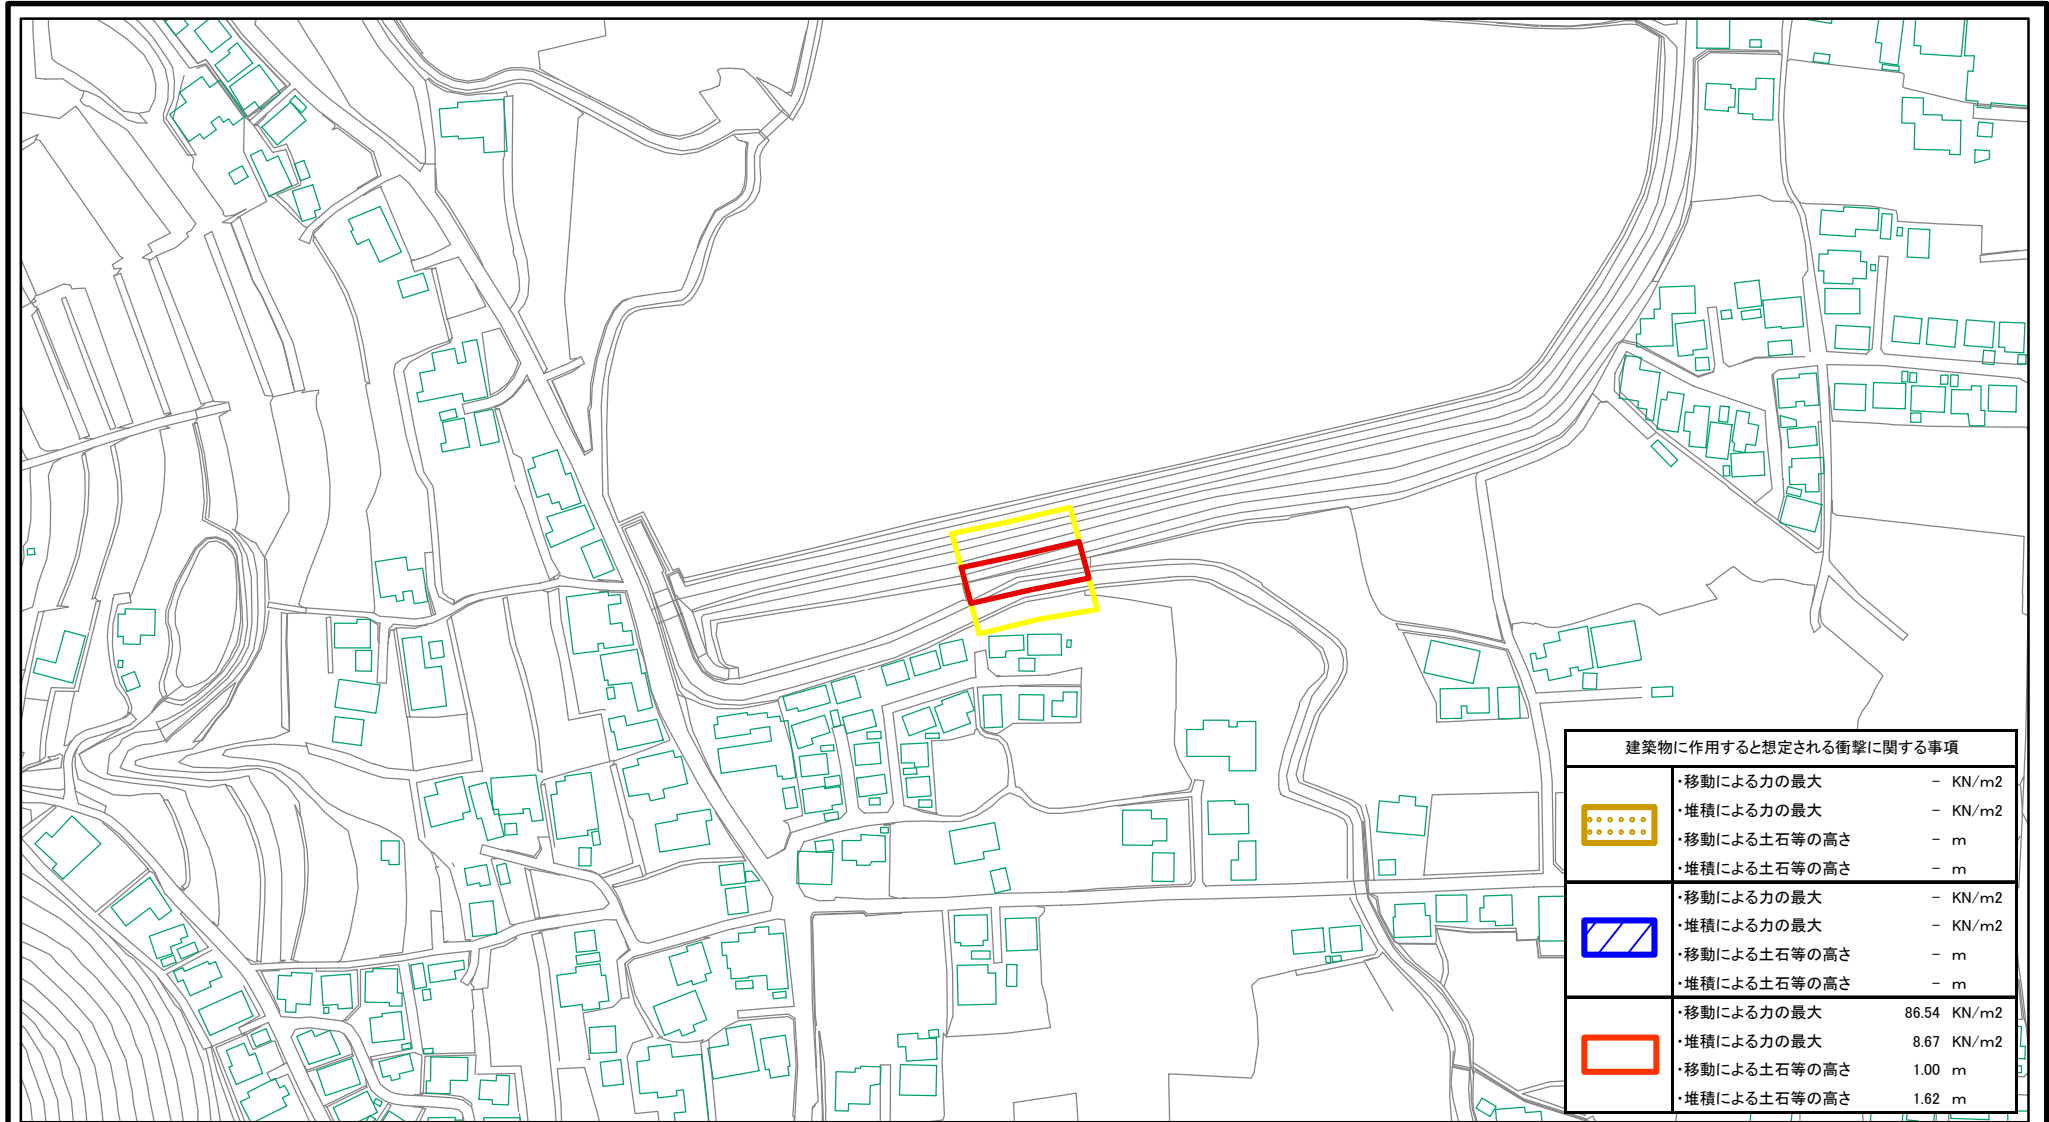 建築物に作用すると想定される衝撃に関する事項
・移動による力の最大 - KN/m2
・堆積による力の最大 - KN/m2
・移動による土石等の高さ - m
・堆積による土石等の高さ - m
・移動による力の最大 - KN/m2
・堆積による力の最大 - KN/m2
・移動による土石等の高さ - m
・堆積による土石等の高さ - m
・移動による力の最大 86.54 KN/m2
・堆積による力の最大 8.67 KN/m2
・移動による土石等の高さ 1.00 m
・堆積による土石等の高さ 1.62 m